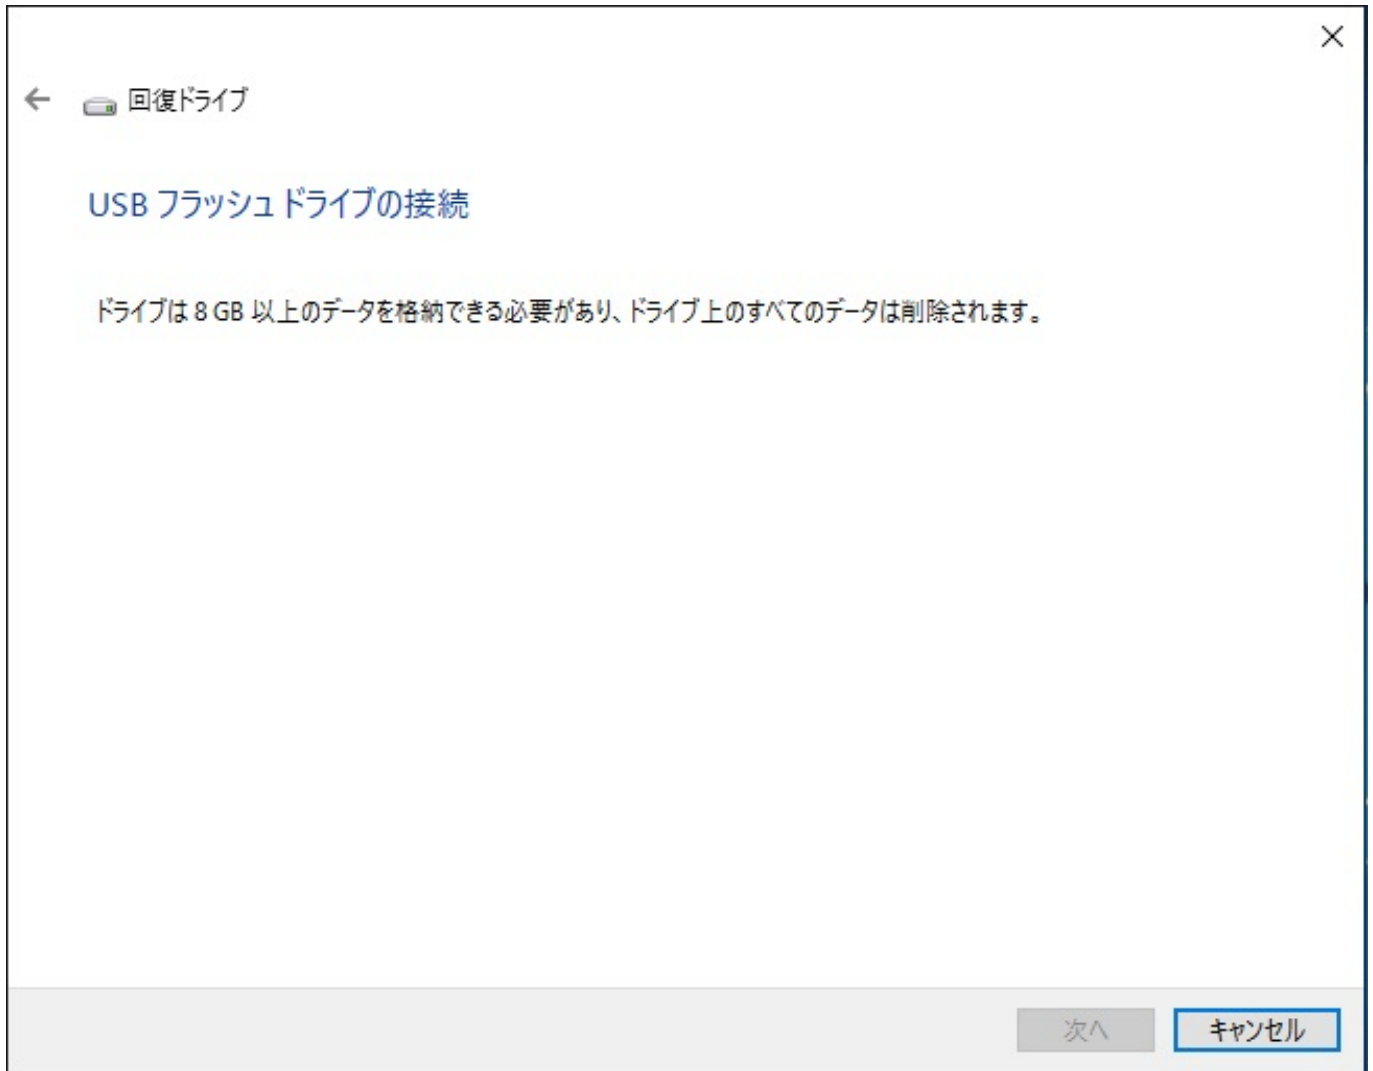 回復ドライブ
USB フラッシュ ドライブの接続
ドライブは 8 GB 以上のデータを格納できる必要があり、ドライブ上のすべてのデータは削除されます。
次へ
キャンセル